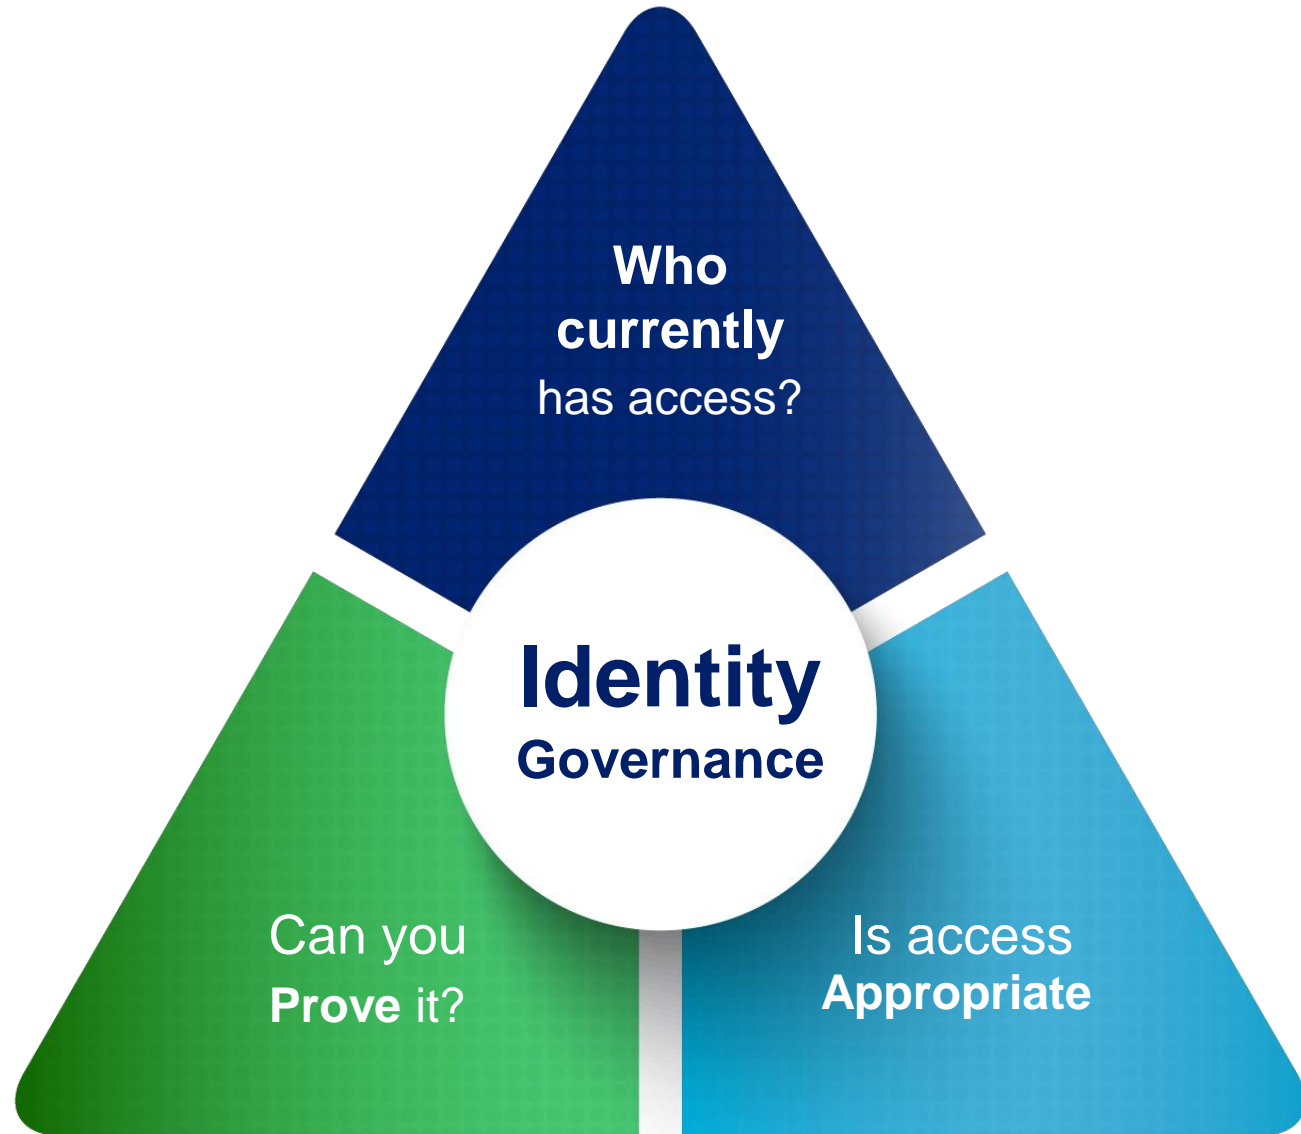 Who
currently
has access?
Identity
Governance
Can you
Prove it?
Is access
Appropriate